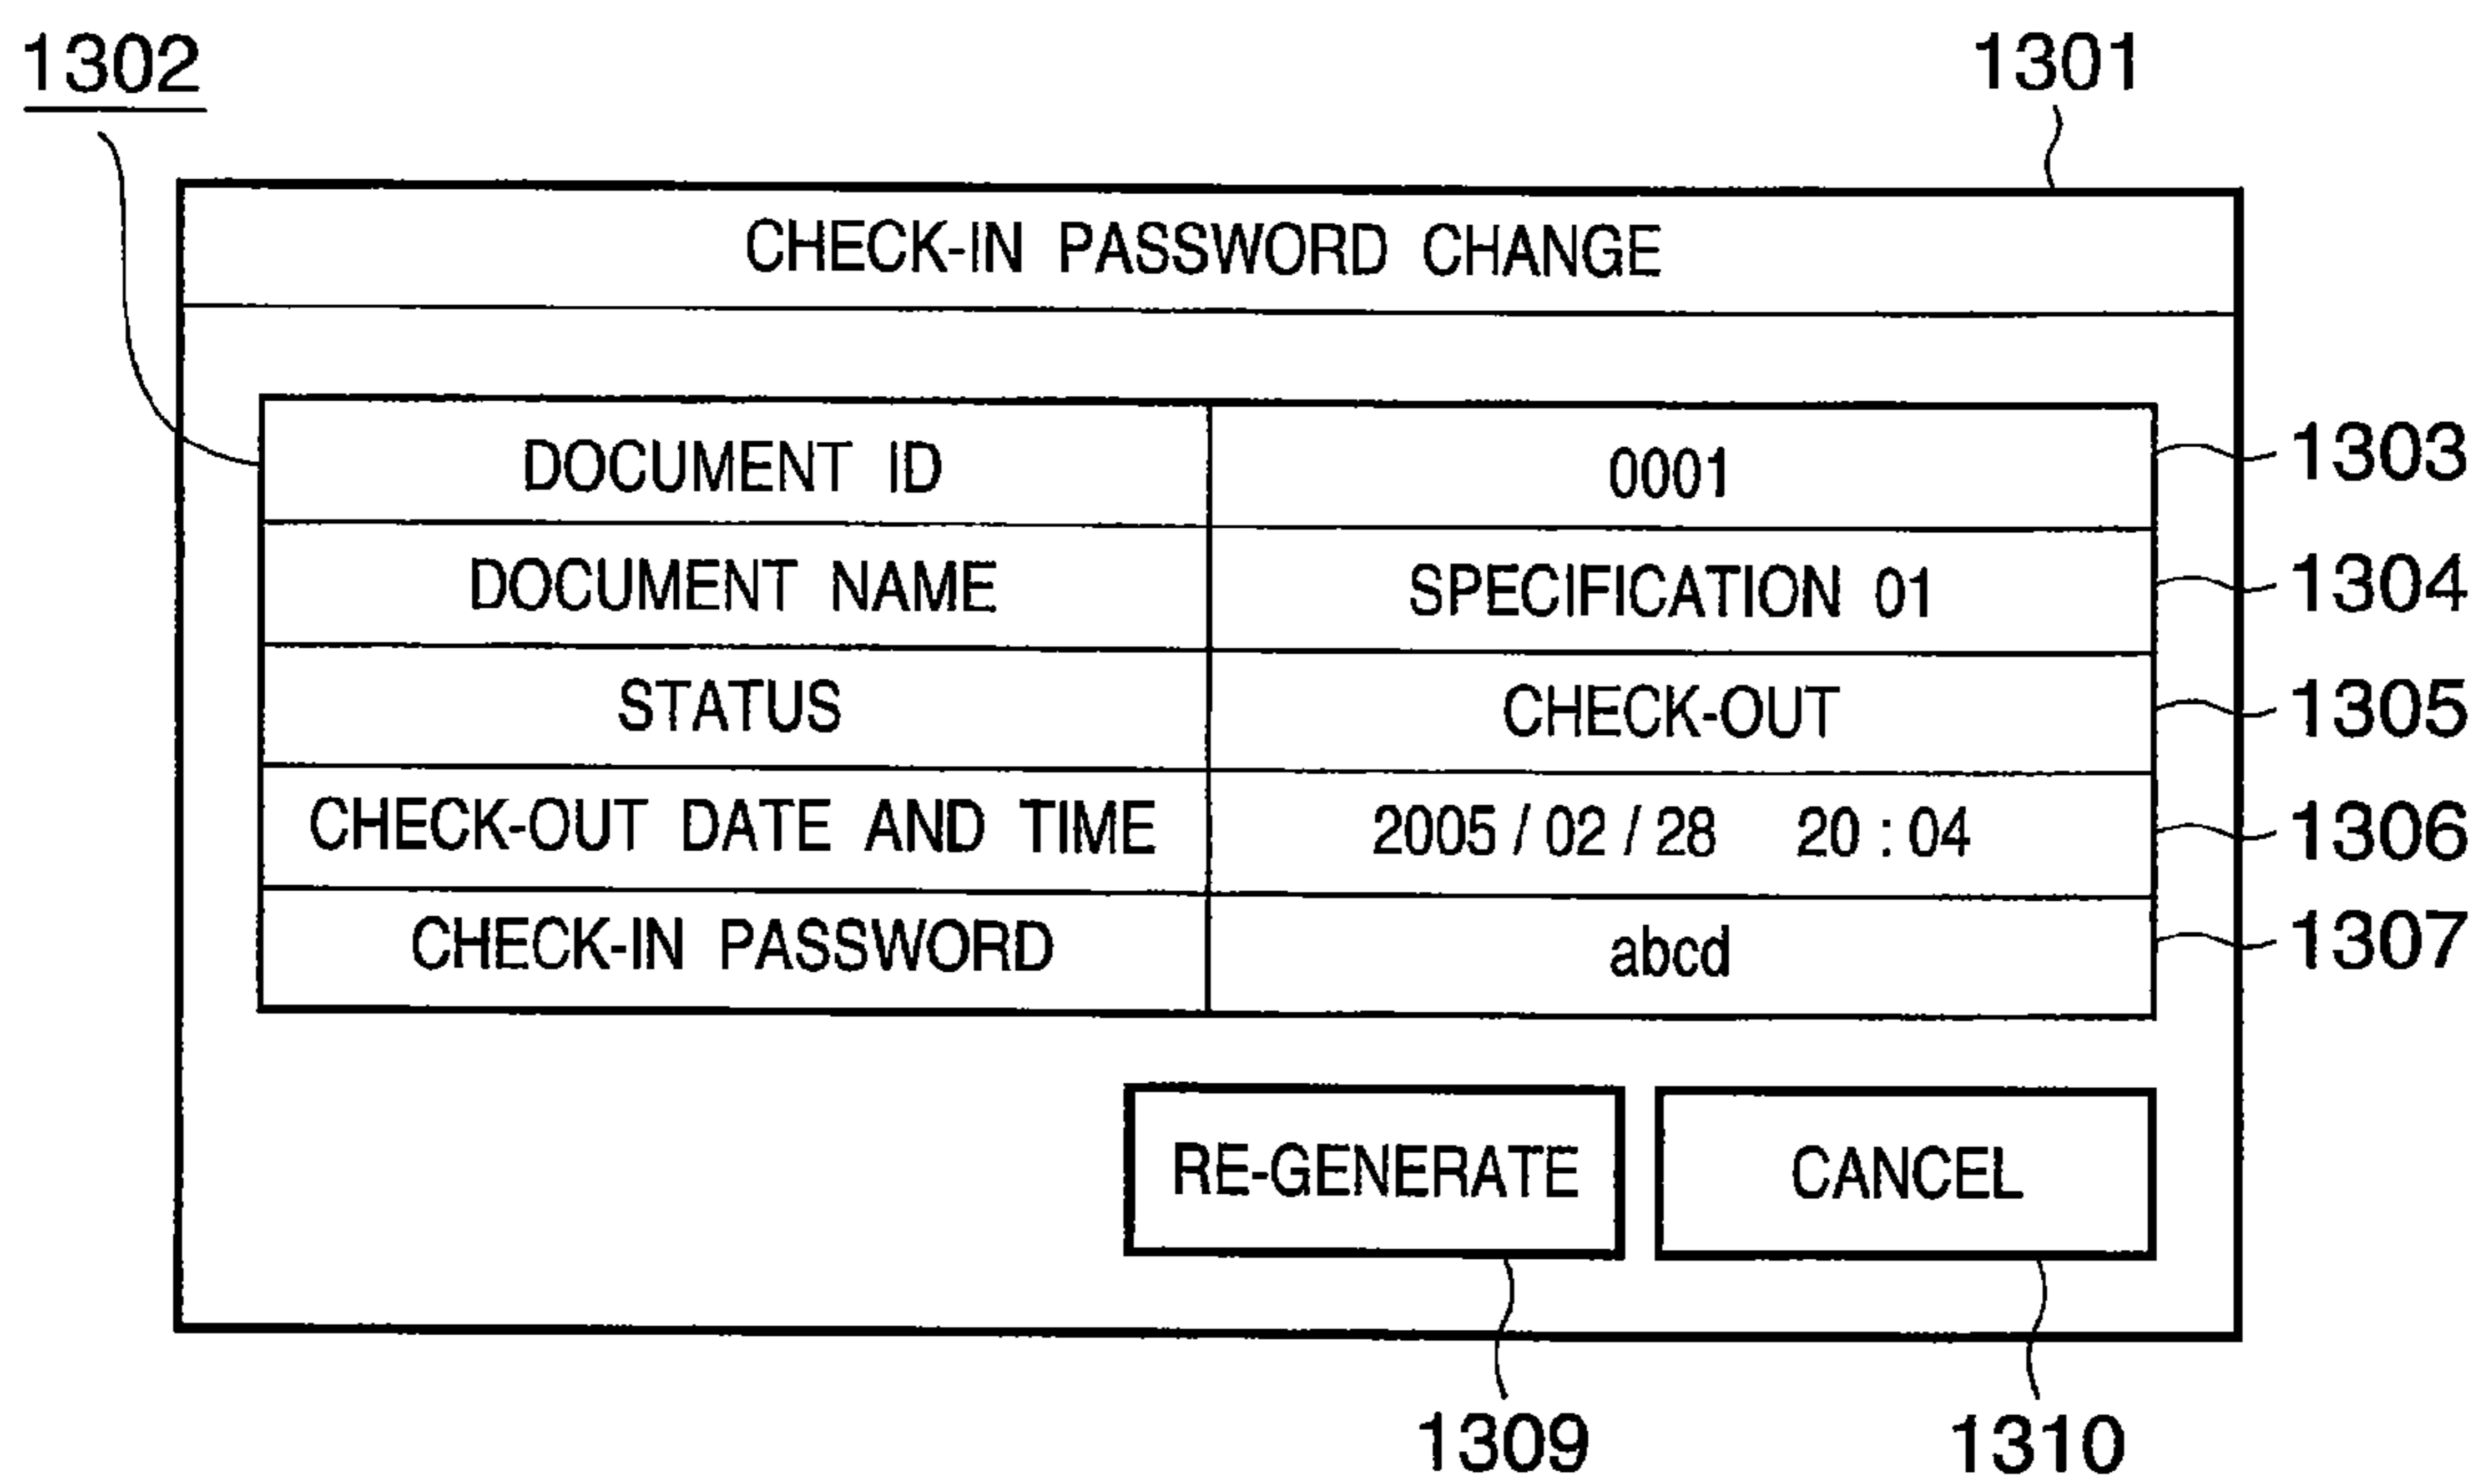 1302
1301
CHECK-IN PASSWORD CHANGE
DOCUMENT ID 0001 1303
DOCUMENT NAME SPECIFICATION 01 1304
STATUS CHECK-OUT 1305
CHECK-OUT DATE AND TIME 2005 / 02 / 28 20 : 04 1306
CHECK-IN PASSWORD abcd 1307
RE-GENERATE CANCEL
1309 1310